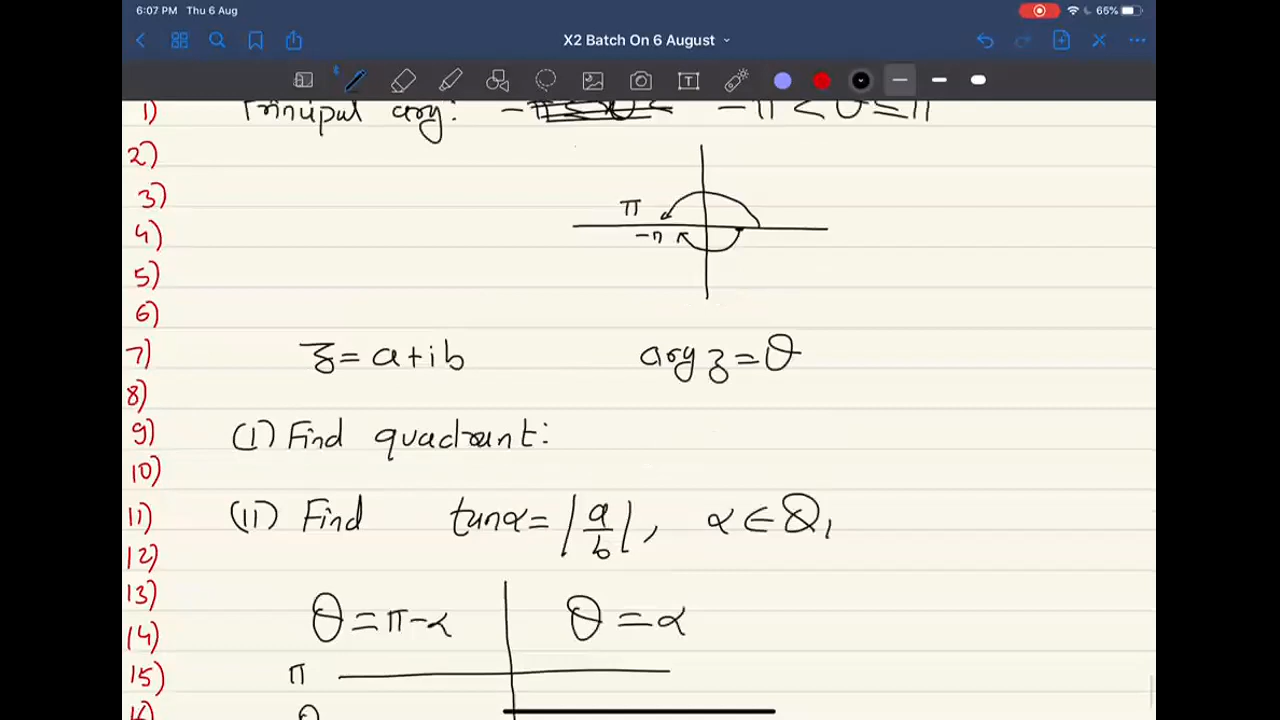 6:07 PM Thu 6 Aug
65%
X2 Batch On 6 August
1) Principal arg: -π < θ ≤ π
2)
3) π
4) -π
5)
6)
7) z = a+ib arg z = θ
8)
9) (I) Find quadrant:
10)
11) (II) Find tanα = |a/b|, α ∈ Q1
12)
13)
14) θ = π-α θ = α
15) π
16)